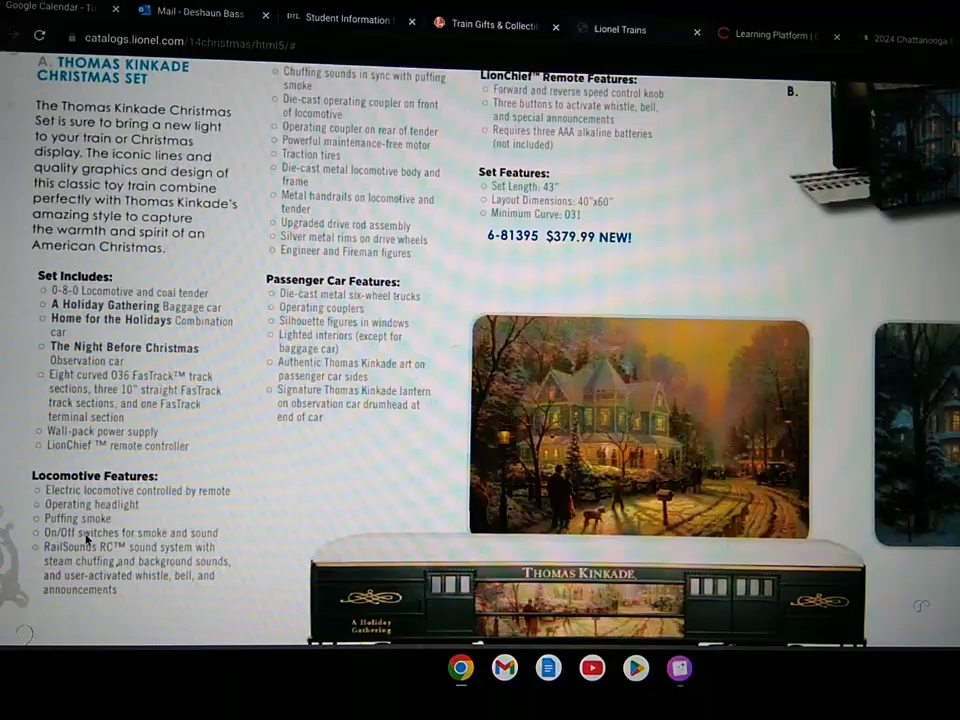 Google Calendar - Tu
Mail - Deshaun Bass
Student Information
Train Gifts & Collecti
Lionel Trains
Learning Platform | C
2024 Chattanooga
catalogs.lionel.com/14christmas/html5/#
A. THOMAS KINKADE
CHRISTMAS SET
The Thomas Kinkade Christmas
Set is sure to bring a new light
to your train or Christmas
display. The iconic lines and
quality graphics and design of
this classic toy train combine
perfectly with Thomas Kinkade's
amazing style to capture
the warmth and spirit of an
American Christmas.
Set Includes:
0-8-0 Locomotive and coal tender
A Holiday Gathering Baggage car
Home for the Holidays Combination
car
The Night Before Christmas
Observation car
Eight curved O36 FasTrack™ track
sections, three 10" straight FasTrack
track sections, and one FasTrack
terminal section
Wall-pack power supply
LionChief ™ remote controller
Locomotive Features:
Electric locomotive controlled by remote
Operating headlight
Puffing smoke
On/Off switches for smoke and sound
RailSounds RC™ sound system with
steam chuffing and background sounds,
and user-activated whistle, bell, and
announcements
Chuffing sounds in sync with puffing
smoke
Die-cast operating coupler on front
of locomotive
Operating coupler on rear of tender
Powerful maintenance-free motor
Traction tires
Die-cast metal locomotive body and
frame
Metal handrails on locomotive and
tender
Upgraded drive rod assembly
Silver metal rims on drive wheels
Engineer and Fireman figures
Passenger Car Features:
Die-cast metal six-wheel trucks
Operating couplers
Silhouette figures in windows
Lighted interiors (except for
baggage car)
Authentic Thomas Kinkade art on
passenger car sides
Signature Thomas Kinkade lantern
on observation car drumhead at
end of car
LionChief™ Remote Features:
Forward and reverse speed control knob
Three buttons to activate whistle, bell,
and special announcements
Requires three AAA alkaline batteries
(not included)
Set Features:
Set Length: 43"
Layout Dimensions: 40"x60"
Minimum Curve: O31
6-81395 $379.99 NEW!
B.
THOMAS KINKADE
A Holiday
Gathering